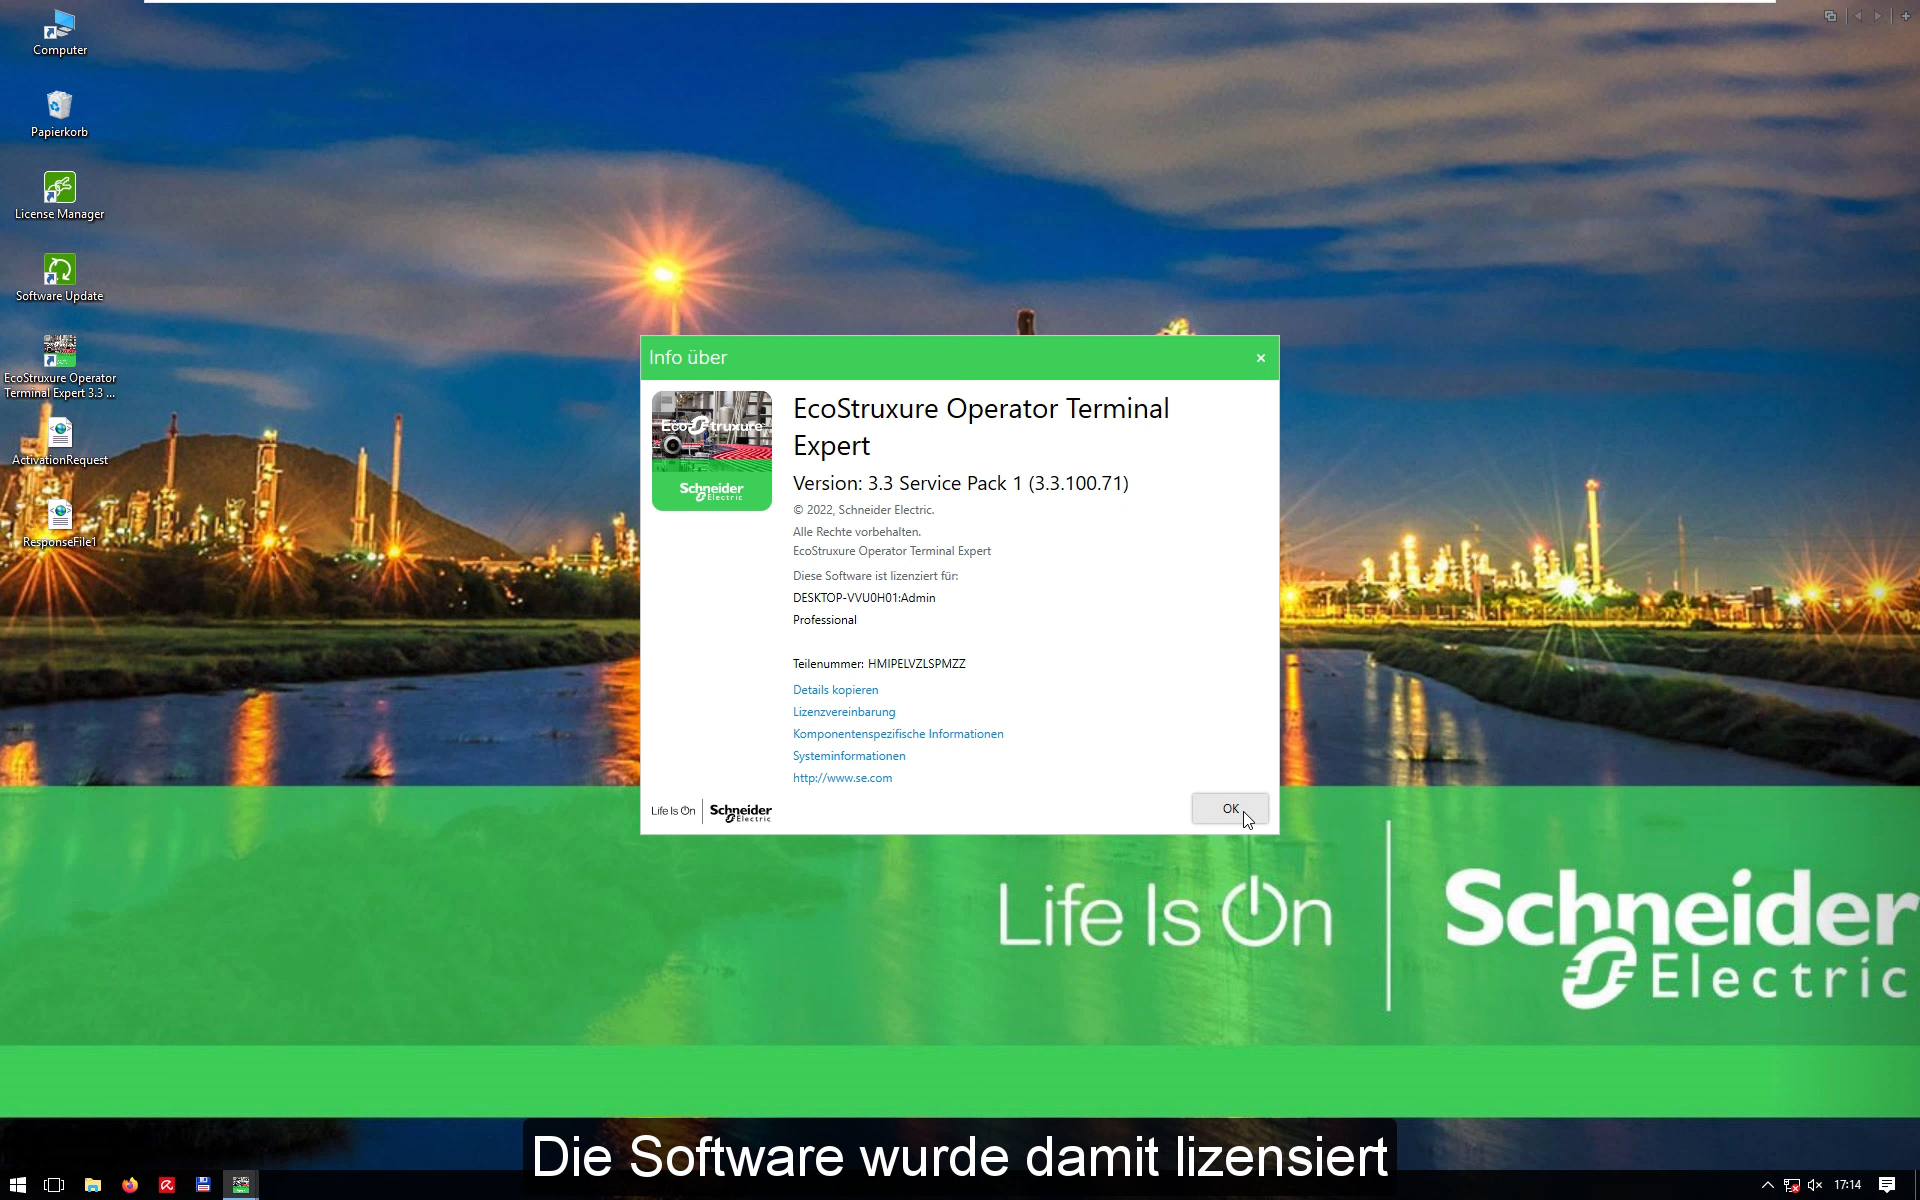 Computer
Papierkorb
License Manager
Software Update
EcoStruxure Operator
Terminal Expert 3.3 ...
ActivationRequest
ResponseFile1
Info über
EcoStruxure
Schneider
Electric
EcoStruxure Operator Terminal
Expert
Version: 3.3 Service Pack 1 (3.3.100.71)
© 2022, Schneider Electric.
Alle Rechte vorbehalten.
EcoStruxure Operator Terminal Expert
Diese Software ist lizenziert für:
DESKTOP-VVU0H01:Admin
Professional
Teilenummer: HMIPELVZLSPMZZ
Details kopieren
Lizenzvereinbarung
Komponentenspezifische Informationen
Systeminformationen
http://www.se.com
Life Is On
Schneider
Electric
OK
Life Is On
Schneider
Electric
Die Software wurde damit lizensiert
17:14